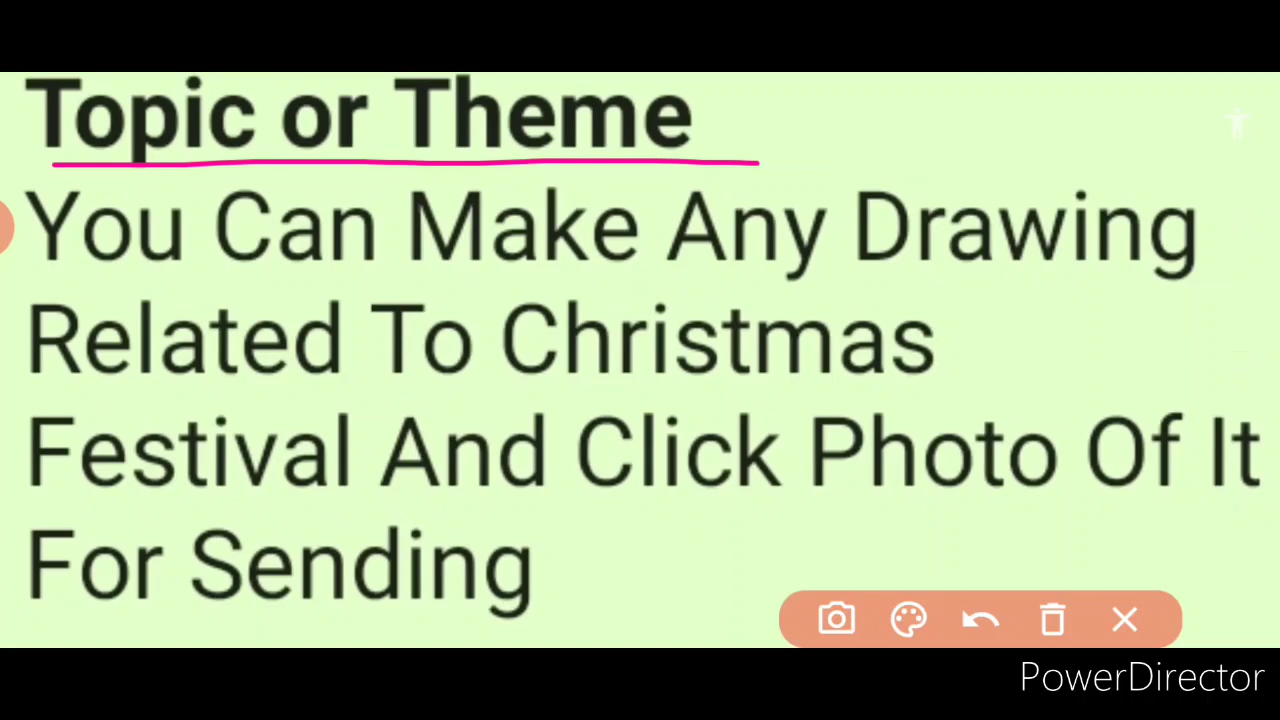 Topic or Theme
You Can Make Any Drawing
Related To Christmas
Festival And Click Photo Of It
For Sending
PowerDirector